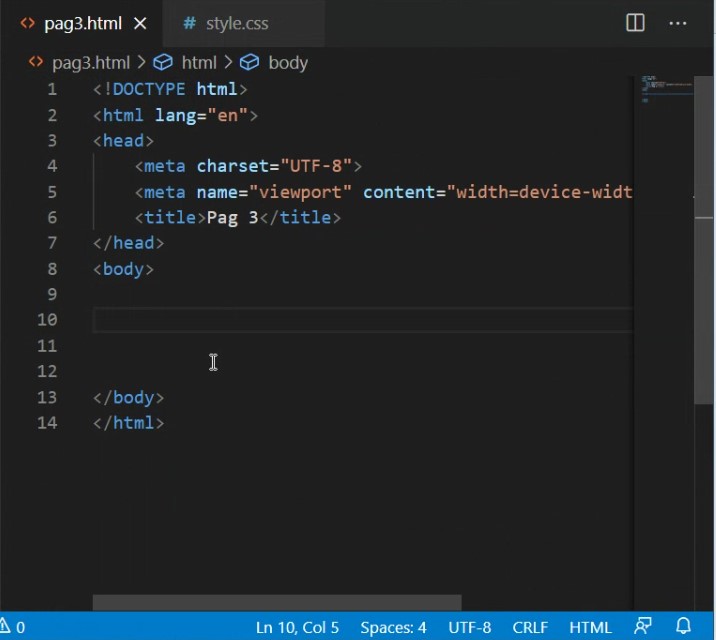 <> pag3.html × # style.css ...
<> pag3.html > html > body
1 <!DOCTYPE html>
2 <html lang="en">
3 <head>
4 <meta charset="UTF-8">
5 <meta name="viewport" content="width=device-widt
6 <title>Pag 3</title>
7 </head>
8 <body>
9
10
11
12
13 </body>
14 </html>
0 Ln 10, Col 5 Spaces: 4 UTF-8 CRLF HTML